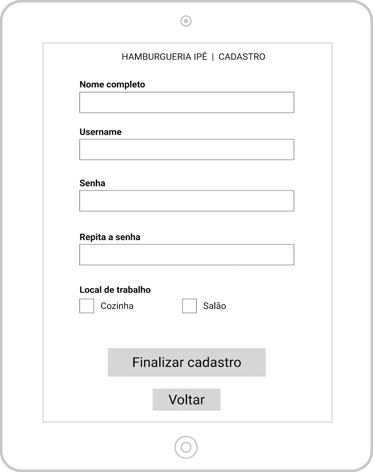 HAMBURGUERIA IPÊ | CADASTRO
Nome completo
Username
Senha
Repita a senha
Local de trabalho
Cozinha
Salão
Finalizar cadastro
Voltar